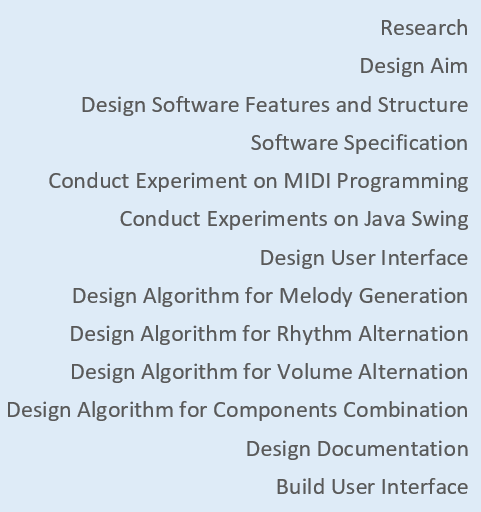 Research
Design Aim
Design Software Features and Structure
Software Specification
Conduct Experiment on MIDI Programming
Conduct Experiments on Java Swing
Design User Interface
Design Algorithm for Melody Generation
Design Algorithm for Rhythm Alternation
Design Algorithm for Volume Alternation
Design Algorithm for Components Combination
Design Documentation
Build User Interface